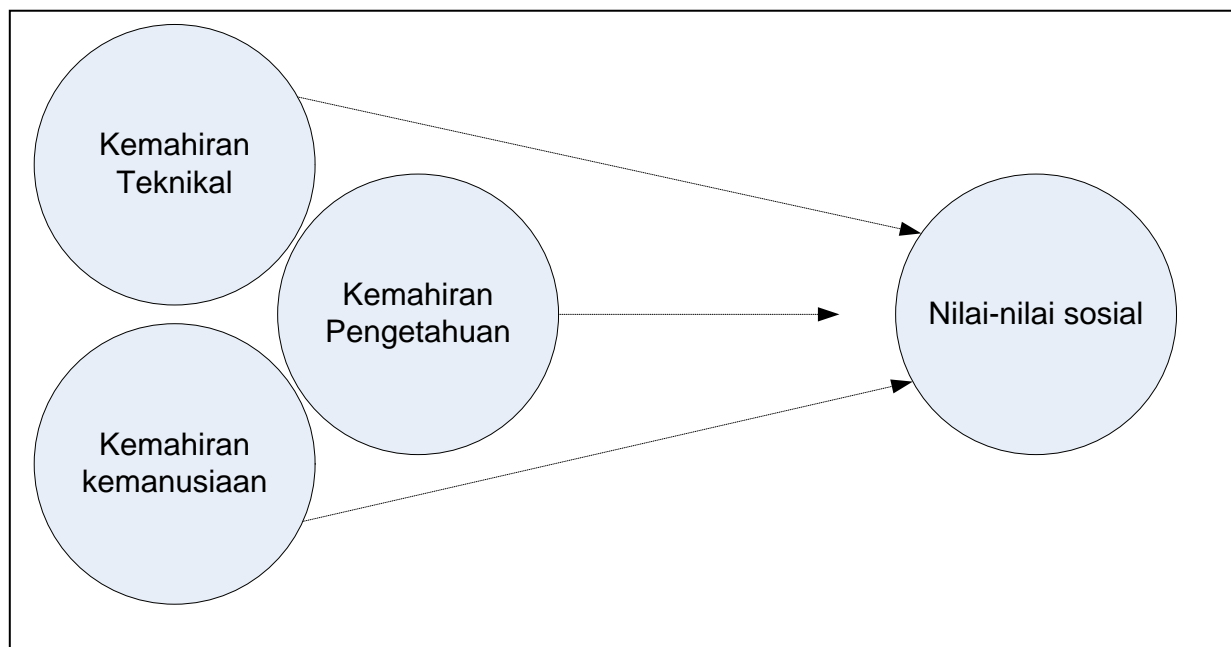 Kemahiran
Teknikal
Kemahiran
Pengetahuan
Nilai-nilai sosial
Kemahiran
kemanusiaan